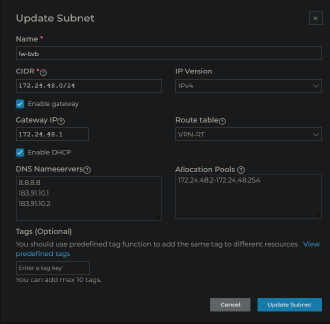 Update Subnet
Name *
fw-bvb
CIDR *
IP Version
172.24.48.0/24
IPv4
Enable gateway
Gateway IP
Route table
172.24.48.1
VPN-RT
Enable DHCP
DNS Nameservers
Allocation Pools
8.8.8.8
172.24.48.2-172.24.48.254
183.91.10.1
183.91.10.2
Tags (Optional)
You should use predefined tag function to add the same tag to different resources View
predefined tags
Enter a tag key'
You can add max 10 tags.
Cancel
Update Subnet